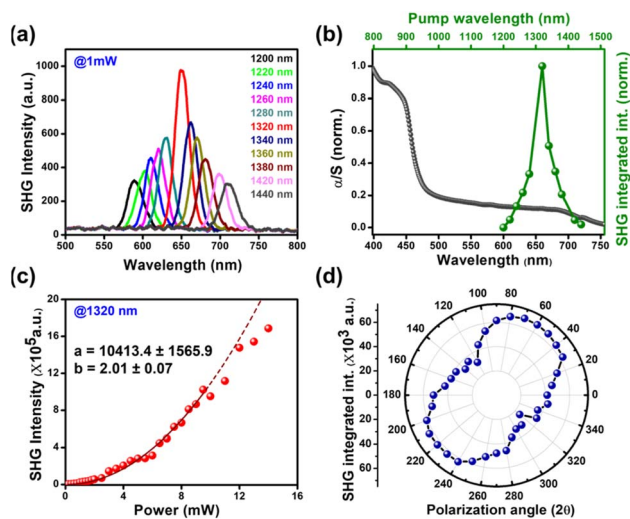 (a)
@1mW
1200 nm
1220 nm
1240 nm
1260 nm
1280 nm
1320 nm
1340 nm
1360 nm
1380 nm
1420 nm
1440 nm
SHG Intensity (a.u.)
1000
800
600
400
200
0
500 550 600 650 700 750 800
Wavelength (nm)
(b)
Pump wavelength (nm)
800 900 1000 1100 1200 1300 1400 1500
α/S (norm.)
1.0
0.8
0.6
0.4
0.2
0.0
SHG integrated int. (norm.)
400 450 500 550 600 650 700 750
Wavelength (nm)
(c)
@1320 nm
a = 10413.4 ± 1565.9
b = 2.01 ± 0.07
SHG Intensity (X10⁵a.u.)
20
16
12
8
4
0
0 4 8 12 16
Power (mW)
(d)
SHG integrated int. (X10³ a.u.)
60
40
20
0
20
40
60
0
20
40
60
80
100
120
140
160
180
200
220
240
260
270
280
300
320
340
Polarization angle (2θ)